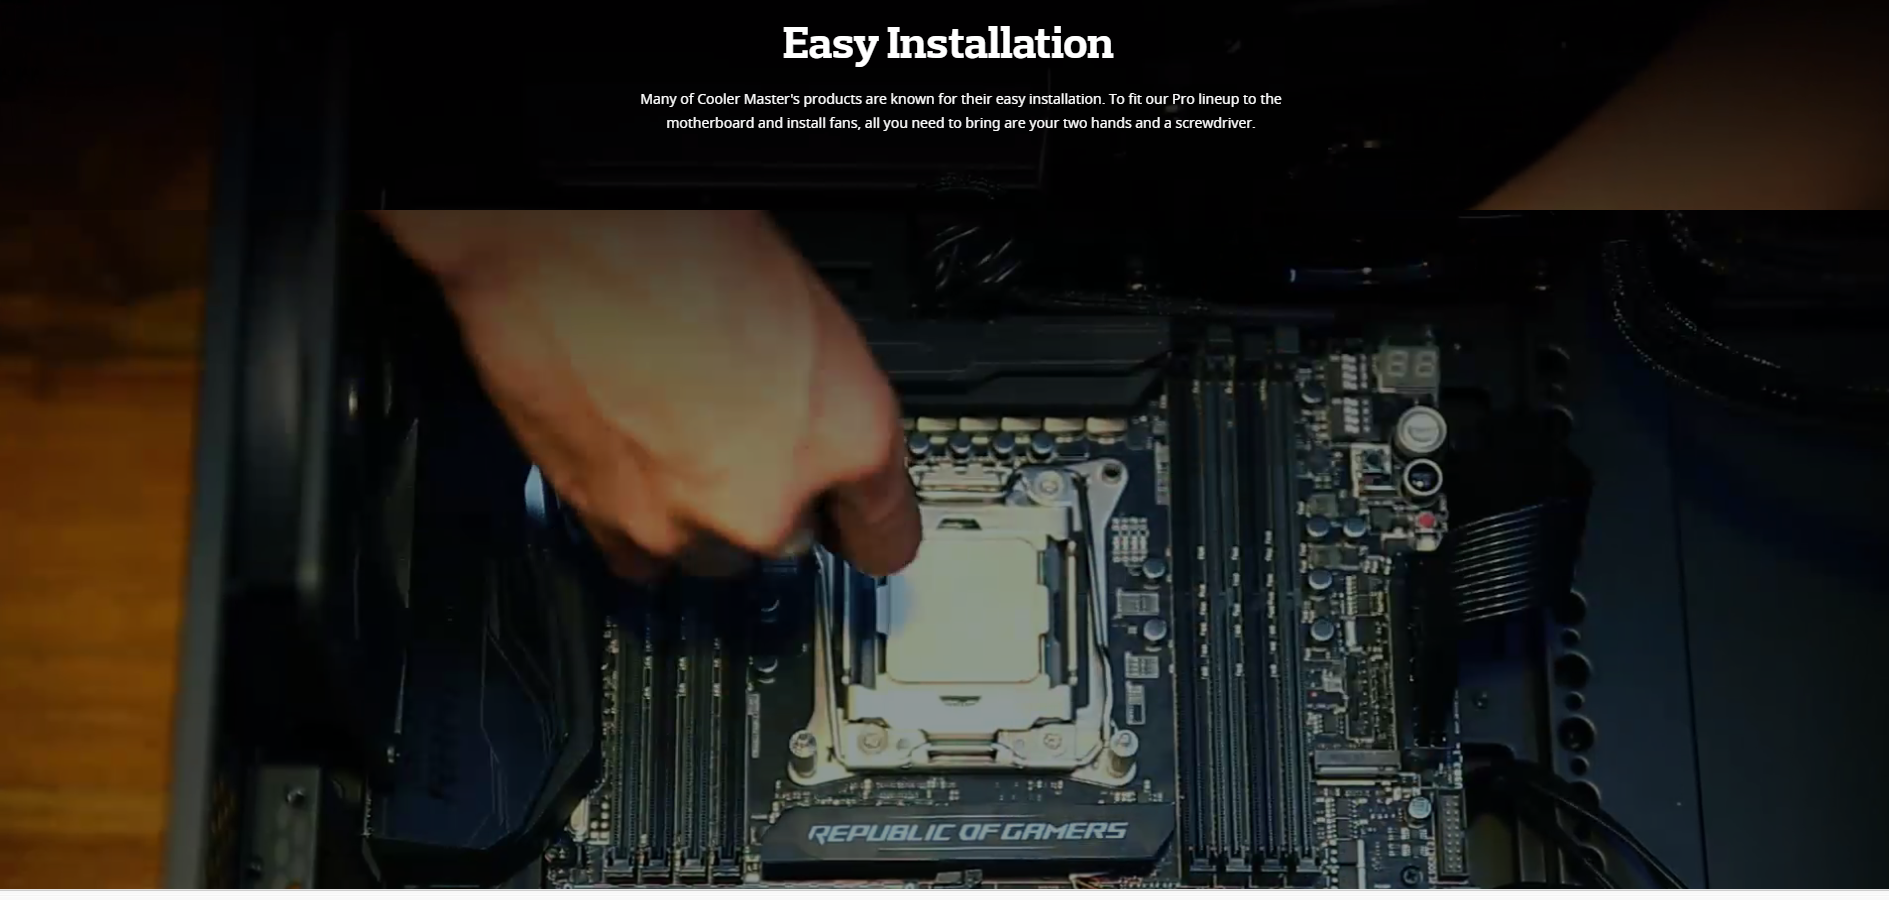 Easy Installation
Many of Cooler Master's products are known for their easy installation. To fit our Pro lineup to the
motherboard and install fans, all you need to bring are your two hands and a screwdriver.
88
REPUBLIC OF GAMERS